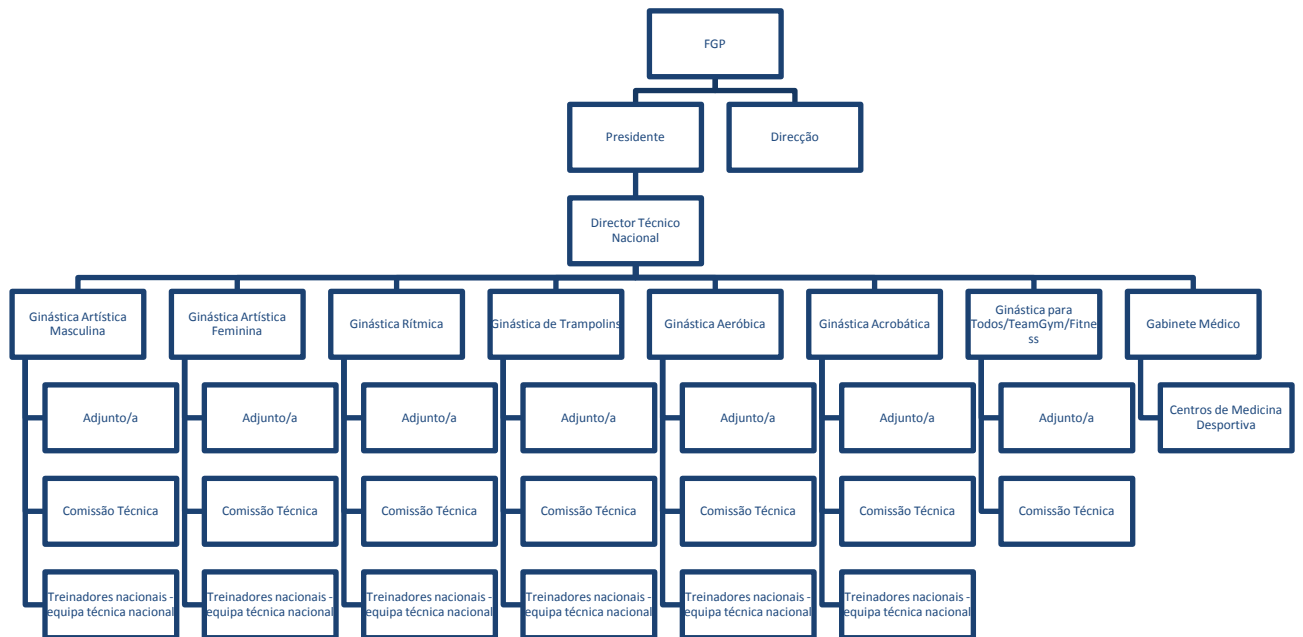 FGP
Presidente
Direcção
Director Técnico
Nacional
Ginástica Artística
Masculina
Ginástica Artística
Feminina
Ginástica Rítmica
Ginástica de Trampolins
Ginástica Aeróbica
Ginástica Acrobática
Ginástica para
Todos/TeamGym/Fitne
ss
Gabinete Médico
Adjunto/a
Adjunto/a
Adjunto/a
Adjunto/a
Adjunto/a
Adjunto/a
Adjunto/a
Centros de Medicina
Desportiva
Comissão Técnica
Comissão Técnica
Comissão Técnica
Comissão Técnica
Comissão Técnica
Comissão Técnica
Comissão Técnica
Treinadores nacionais -
equipa técnica nacional
Treinadores nacionais -
equipa técnica nacional
Treinadores nacionais -
equipa técnica nacional
Treinadores nacionais -
equipa técnica nacional
Treinadores nacionais -
equipa técnica nacional
Treinadores nacionais -
equipa técnica nacional